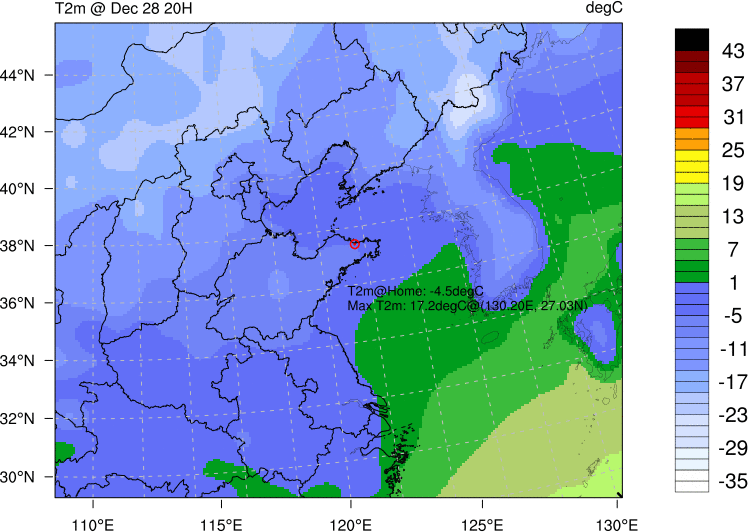 T2m @ Dec 28 20H
degC
44°N
42°N
40°N
38°N
36°N
34°N
32°N
30°N
T2m@Home: -4.5degC
Max T2m: 17.2degC@(130.20E, 27.03N)
110°E
115°E
120°E
125°E
130°E
43
37
31
25
19
13
7
1
-5
-11
-17
-23
-29
-35